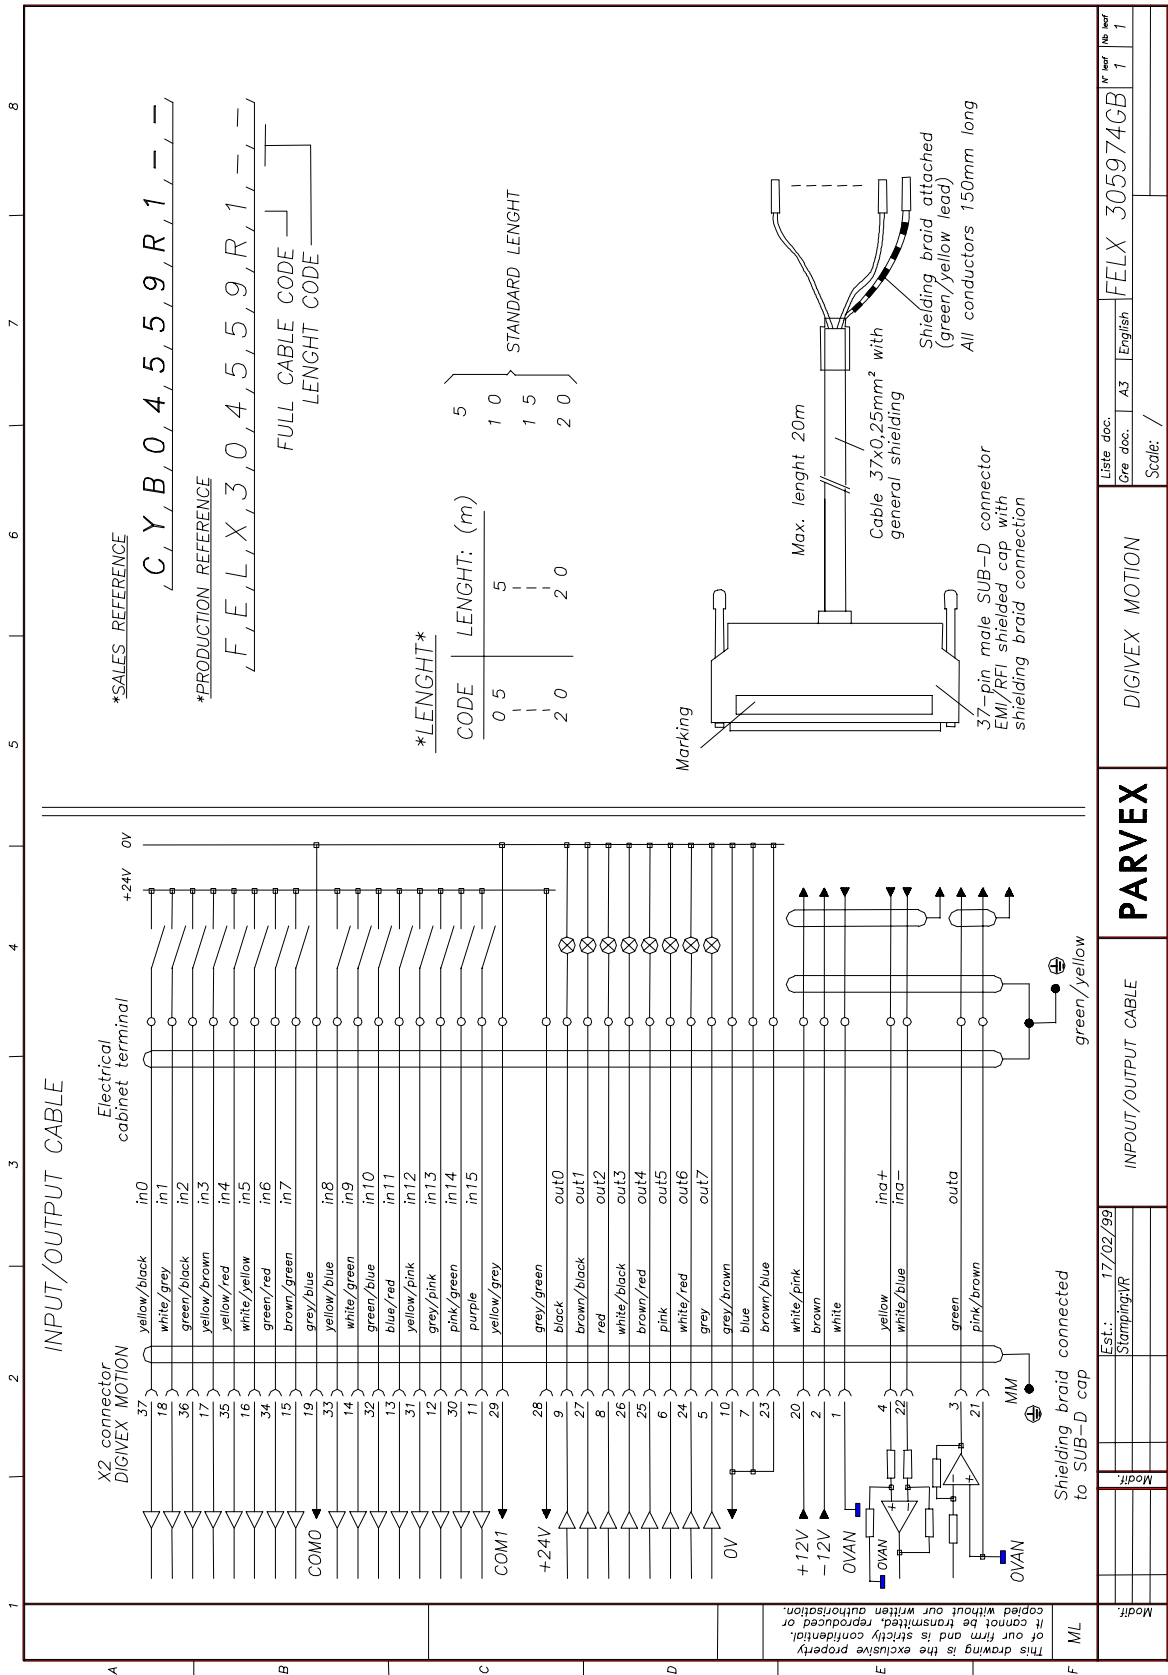 1 2 3 4 5 6 7 8
A
B
C
D
E
F
INPUT/OUTPUT CABLE
X2 connector
DIGIVEX MOTION
Electrical
cabinet terminal
+24V
0V
37 yellow/black in0
18 white/grey in1
36 green/black in2
17 yellow/brown in3
35 yellow/red in4
16 white/yellow in5
34 green/red in6
15 brown/green in7
COM0 19 grey/blue
33 yellow/blue in8
14 white/green in9
32 green/blue in10
13 blue/red in11
31 yellow/pink in12
12 grey/pink in13
30 pink/green in14
11 purple in15
COM1 29 yellow/grey
+24V 28 grey/green
9 black out0
27 brown/black out1
8 red out2
26 white/black out3
25 brown/red out4
6 pink out5
24 white/red out6
5 grey out7
0V 10 grey/brown
7 blue
23 brown/blue
+12V 20 white/pink
-12V 2 brown
0VAN 1 white
0VAN
4 yellow ina+
22 white/blue ina-
+
-
3 green outa
21 pink/brown
-
+
0VAN
MM
green/yellow
Shielding braid connected
to SUB-D cap
*SALES REFERENCE
C,Y,B,0,4,5,5,9,R,1,-,-
*PRODUCTION REFERENCE
F,E,L,X,3,0,4,5,5,9,R,1,-,-
FULL CABLE CODE
LENGHT CODE
*LENGHT*
CODE LENGHT: (m)
0 5 5
2 0 2 0
5
1 0
1 5
2 0
STANDARD LENGHT
Marking
Max. lenght 20m
Cable 37x0,25mm² with
general shielding
37-pin male SUB-D connector
EMI/RFI shielded cap with
shielding braid connection
Shielding braid attached
(green/yellow lead)
All conductors 150mm long
This drawing is the exclusive property
of our firm and is strictly confidential.
It cannot be transmitted, reproduced or
copied without our written authorisation.
ML
Modif.
Modif.
Est.: 17/02/99
Stamping:VR
INPOUT/OUTPUT CABLE
PARVEX
DIGIVEX MOTION
Liste doc.
Gre doc. A3 English
Scale: /
FELX 305974GB
N° leaf 1
Nb leaf 1